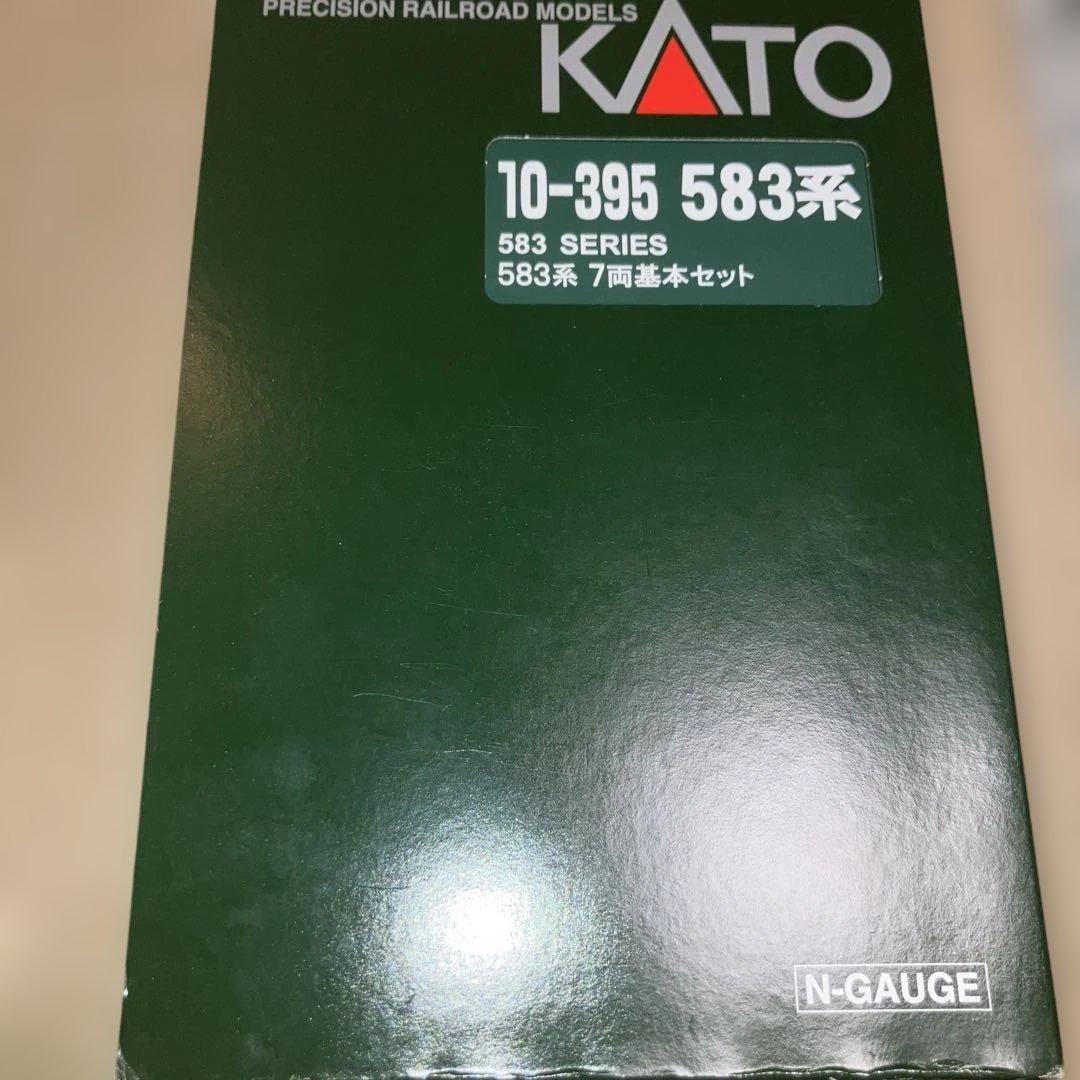 PRECISION RAILROAD MODELS
KATO
10-395 583系
583 SERIES
583系 7両基本セット
N-GAUGE